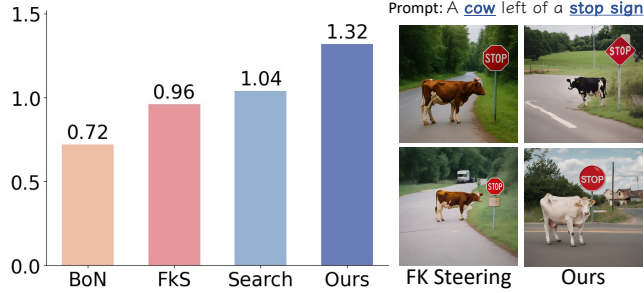 1.5
1.0
0.5
0.0
0.72
0.96
1.04
1.32
BoN
FkS
Search
Ours
Prompt: A cow left of a stop sign
STOP
STOP
STOP
STOP
FK Steering
Ours